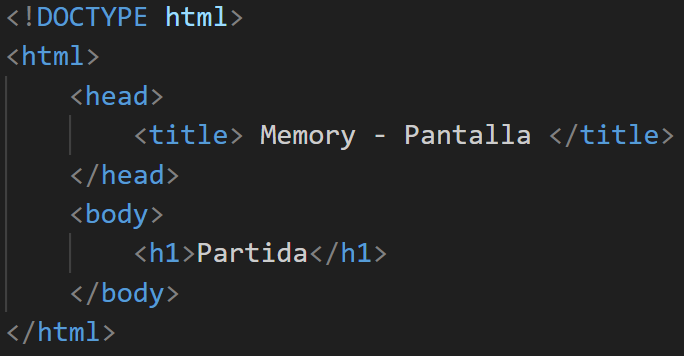 <!DOCTYPE html>
<html>
    <head>
        <title> Memory - Pantalla </title>
    </head>
    <body>
        <h1>Partida</h1>
    </body>
</html>